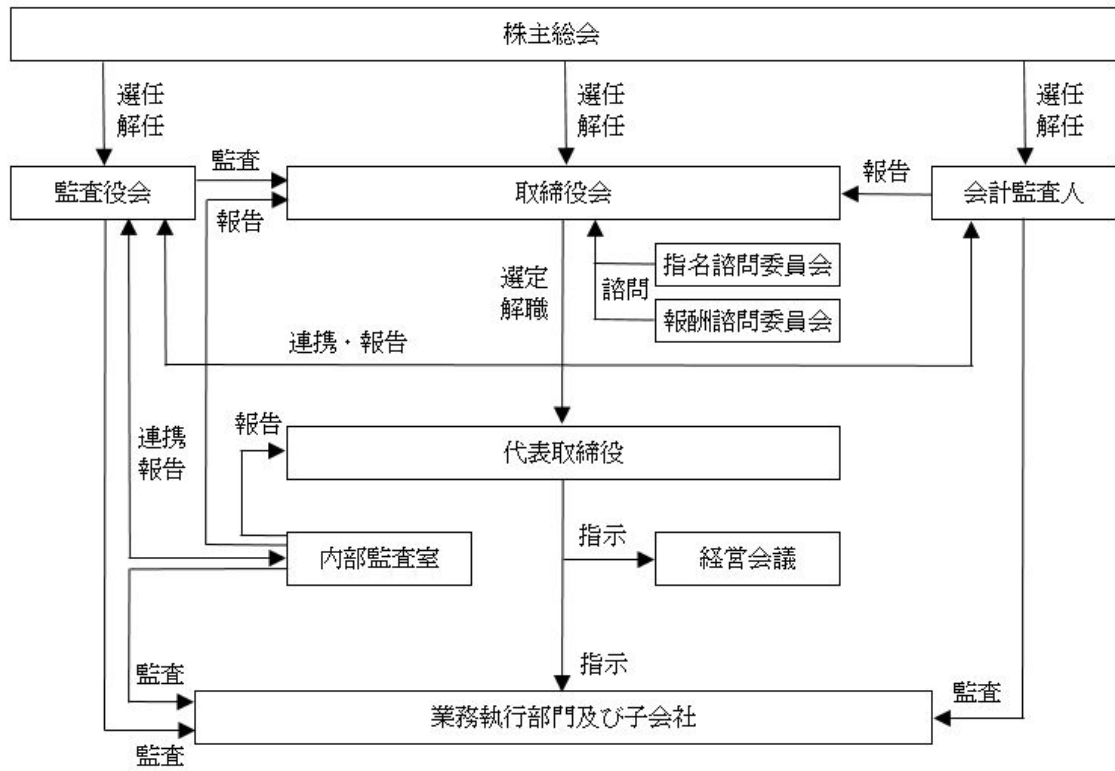 株主総会
選任
解任
選任
解任
選任
解任
監査役会
監査
報告
取締役会
報告
会計監査人
選定
解職
諮問
指名諮問委員会
報酬諮問委員会
連携・報告
連携
報告
報告
代表取締役
内部監査室
指示
経営会議
指示
監査
監査
業務執行部門及び子会社
監査